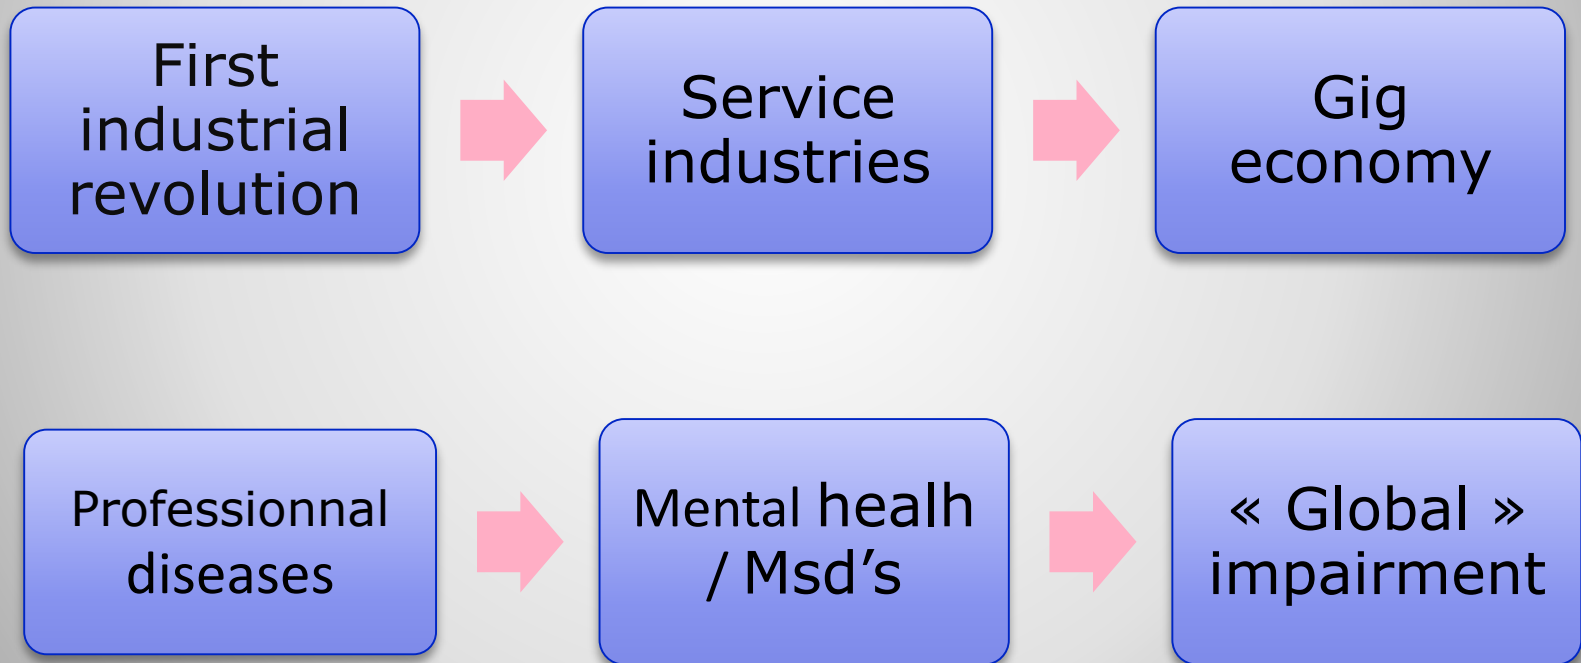 First
industrial
revolution
Service
industries
Gig
economy
Professionnal
diseases
Mental healh
/ Msd’s
« Global »
impairment